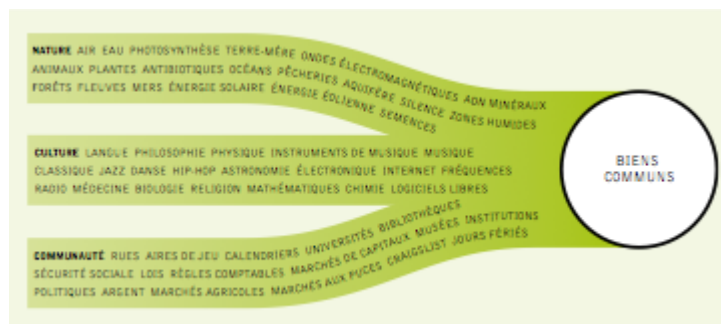 NATURE AIR EAU PHOTOSYNTHÈSE TERRE-MÈRE ONDES ÉLECTROMAGNÉTIQUES ADN MINÉRAUX
ANIMAUX PLANTES ANTIBIOTIQUES OCÉANS PÊCHERIES AQUIFÈRE SILENCE ZONES HUMIDES
FORÊTS FLEUVES MERS ÉNERGIE SOLAIRE ÉNERGIE ÉOLIENNE SEMENCES
CULTURE LANGUE PHILOSOPHIE PHYSIQUE INSTRUMENTS DE MUSIQUE MUSIQUE
CLASSIQUE JAZZ DANSE HIP-HOP ASTRONOMIE ÉLECTRONIQUE INTERNET FRÉQUENCES
RADIO MÉDECINE BIOLOGIE RELIGION MATHÉMATIQUES CHIMIE LOGICIELS LIBRES
COMMUNAUTÉ RUES AIRES DE JEU CALENDRIERS UNIVERSITÉS BIBLIOTHÈQUES
SÉCURITÉ SOCIALE LOIS RÈGLES COMPTABLES MARCHÉS DE CAPITAUX MUSÉES INSTITUTIONS
POLITIQUES ARGENT MARCHÉS AGRICOLES MARCHÉS AUX PUCES CRAIGSLIST JOURS FÉRIÉS
BIENS
COMMUNS